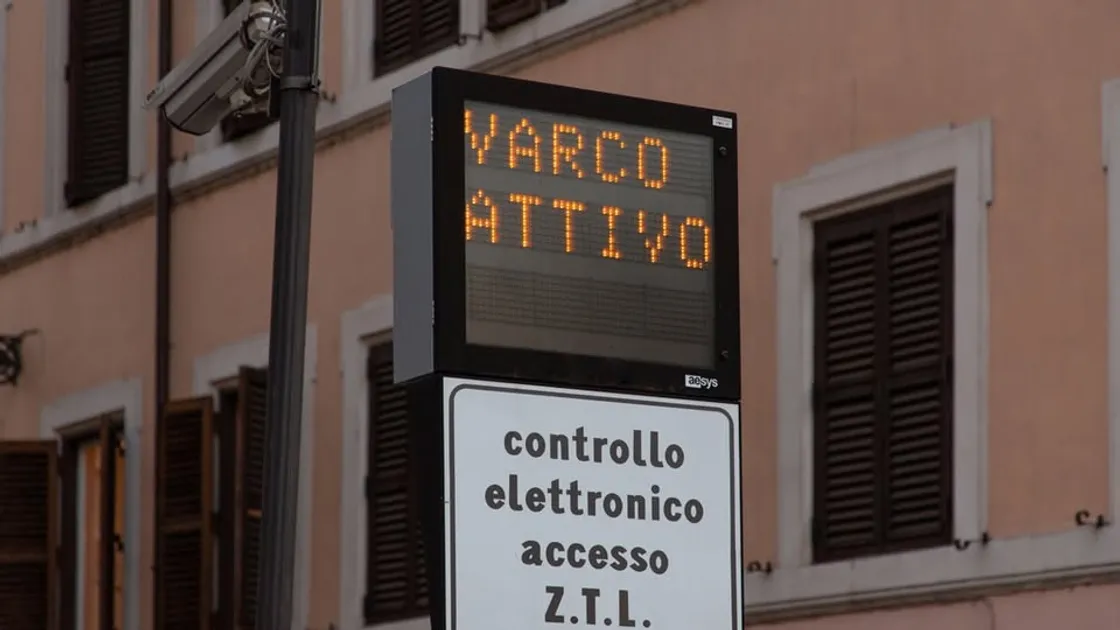 VARCO
ATTIVO
aesys
controllo
elettronico
accesso
Z.T.L.